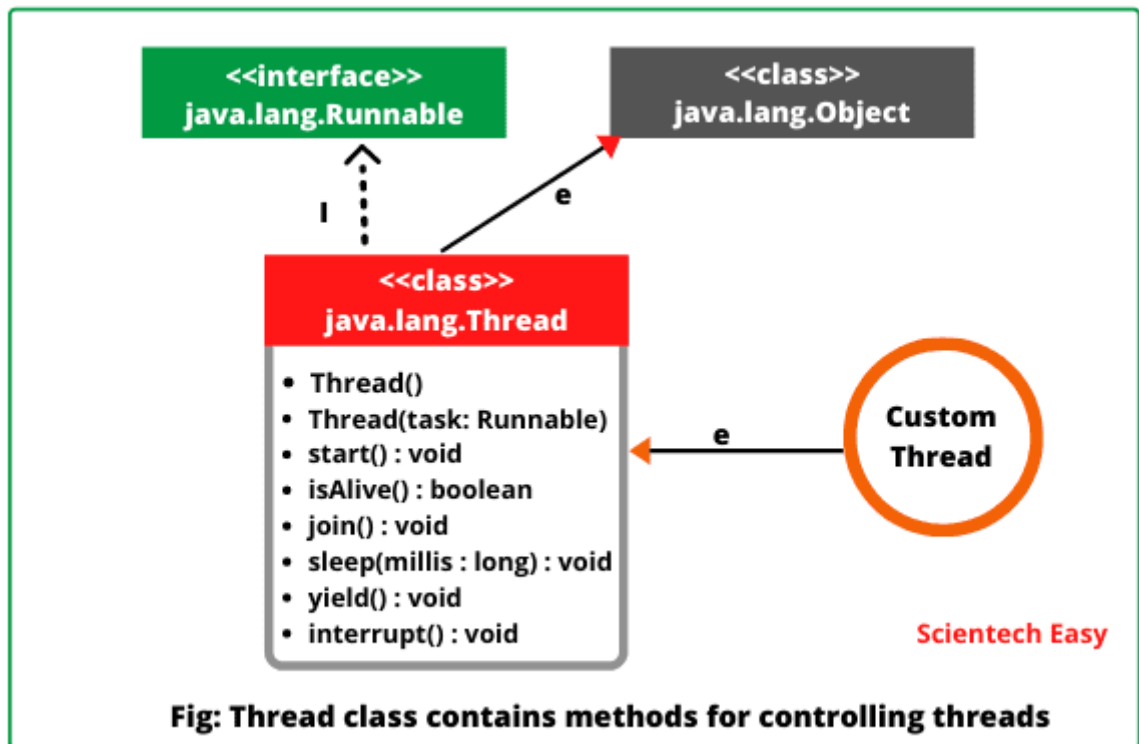 <<interface>>
java.lang.Runnable
<<class>>
java.lang.Object
I
e
<<class>>
java.lang.Thread
• Thread()
• Thread(task: Runnable)
• start() : void
• isAlive() : boolean
• join() : void
• sleep(millis : long) : void
• yield() : void
• interrupt() : void
e
Custom
Thread
Scientech Easy
Fig: Thread class contains methods for controlling threads